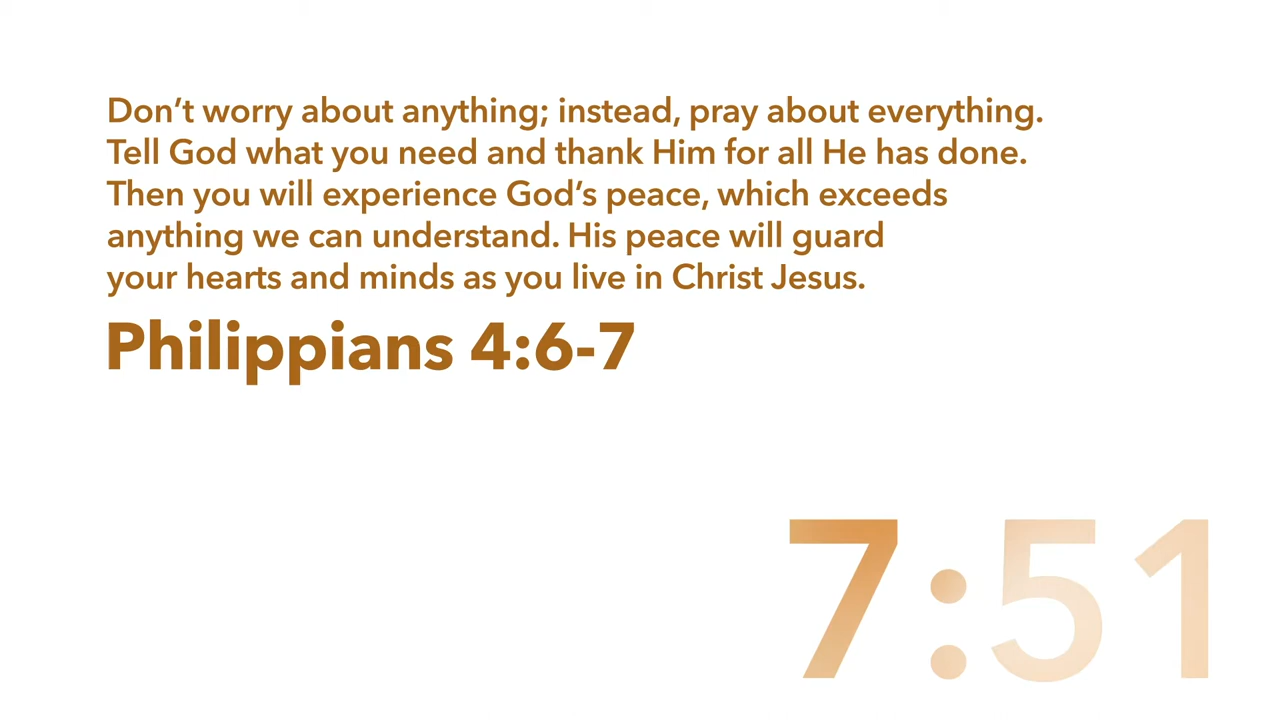 Don’t worry about anything; instead, pray about everything.
Tell God what you need and thank Him for all He has done.
Then you will experience God’s peace, which exceeds
anything we can understand. His peace will guard
your hearts and minds as you live in Christ Jesus.
Philippians 4:6-7
7:51